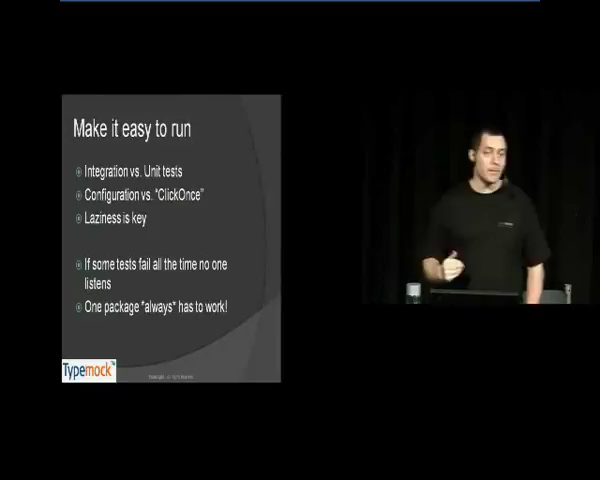 Make it easy to run
Integration vs. Unit tests
Configuration vs. "ClickOnce"
Laziness is key
If some tests fail all the time no one
listens
One package *always* has to work!
Typemock